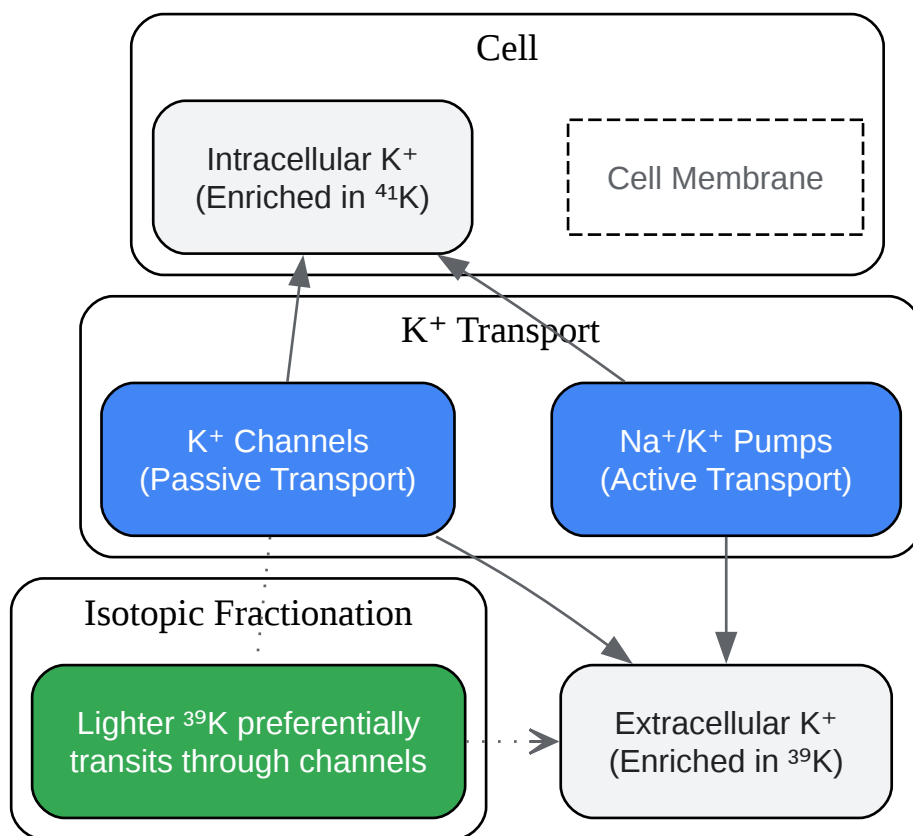 Cell
Intracellular K⁺
(Enriched in ⁴¹K)
Cell Membrane
K⁺ Transport
K⁺ Channels
(Passive Transport)
Na⁺/K⁺ Pumps
(Active Transport)
Isotopic Fractionation
Lighter ³⁹K preferentially
transits through channels
Extracellular K⁺
(Enriched in ³⁹K)